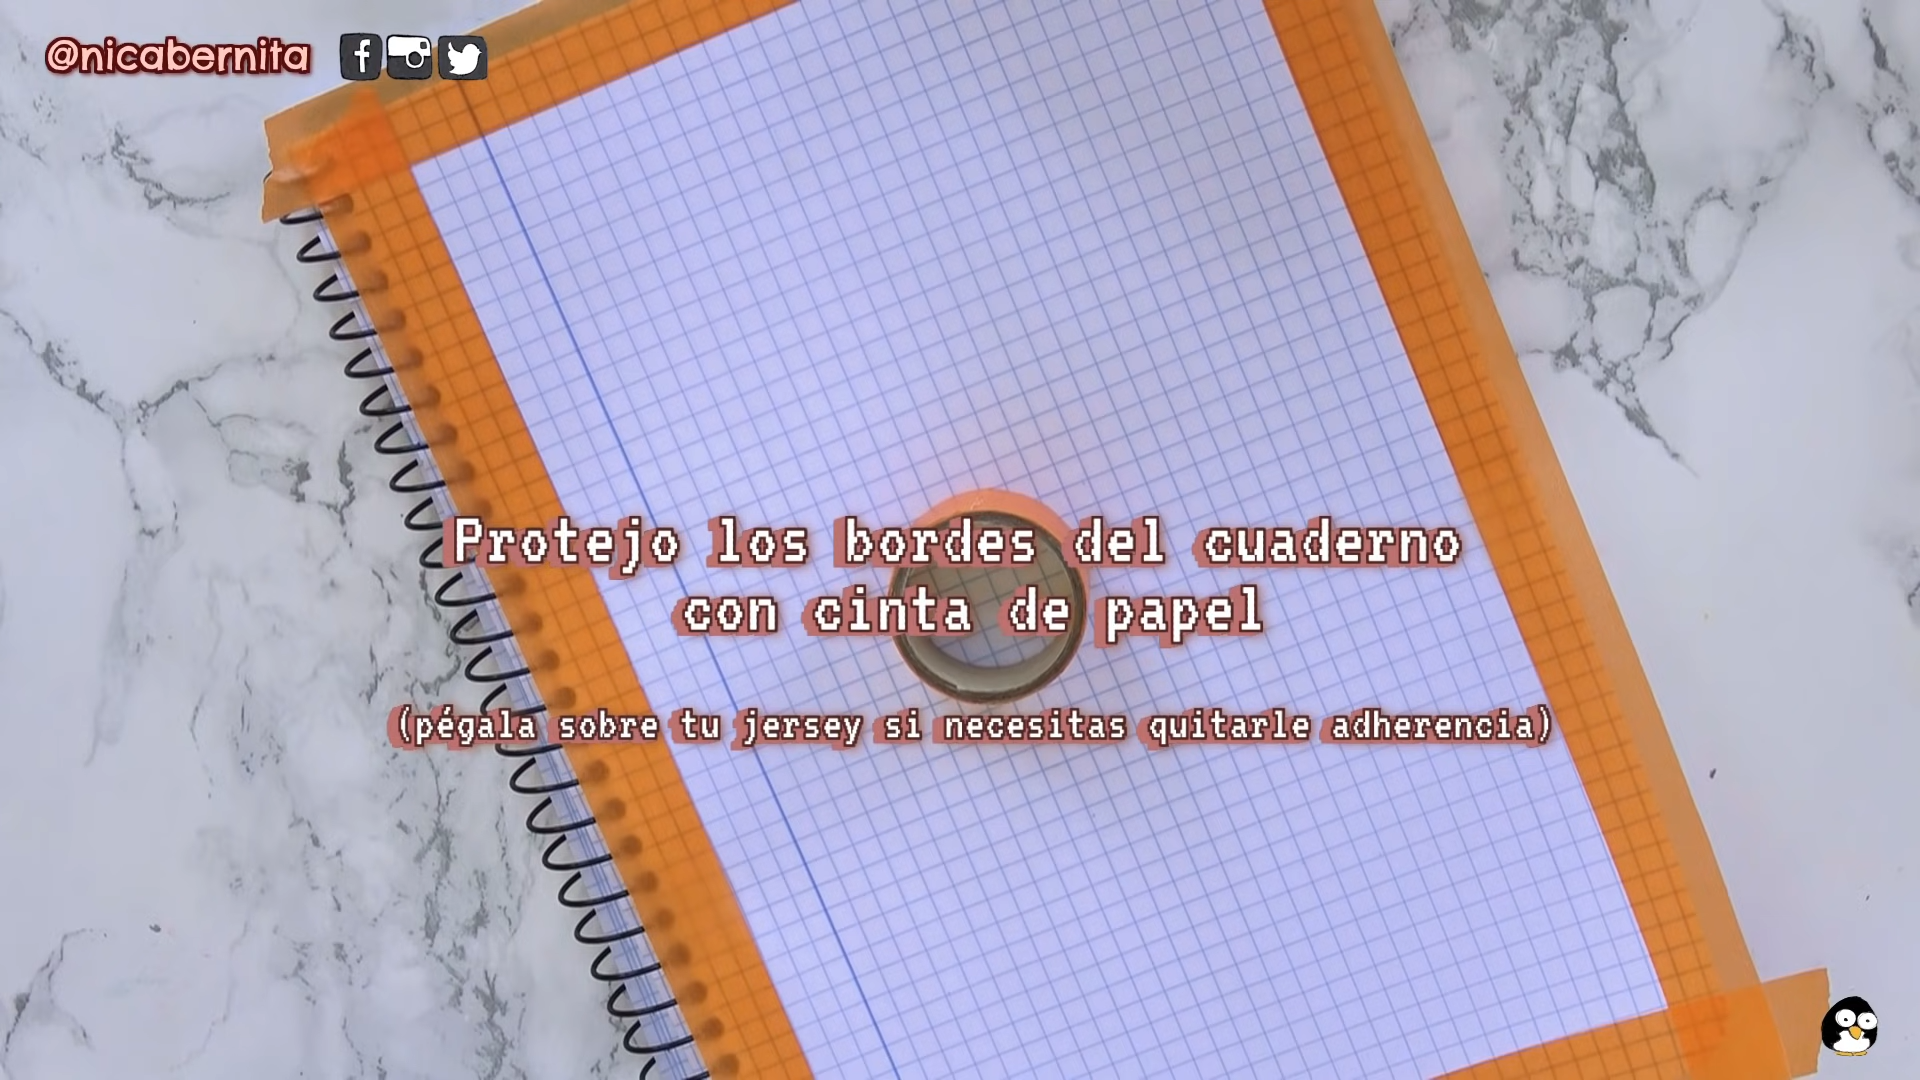 @nicabernita
Protejo los bordes del cuaderno
con cinta de papel
(pégala sobre tu jersey si necesitas quitarle adherencia)